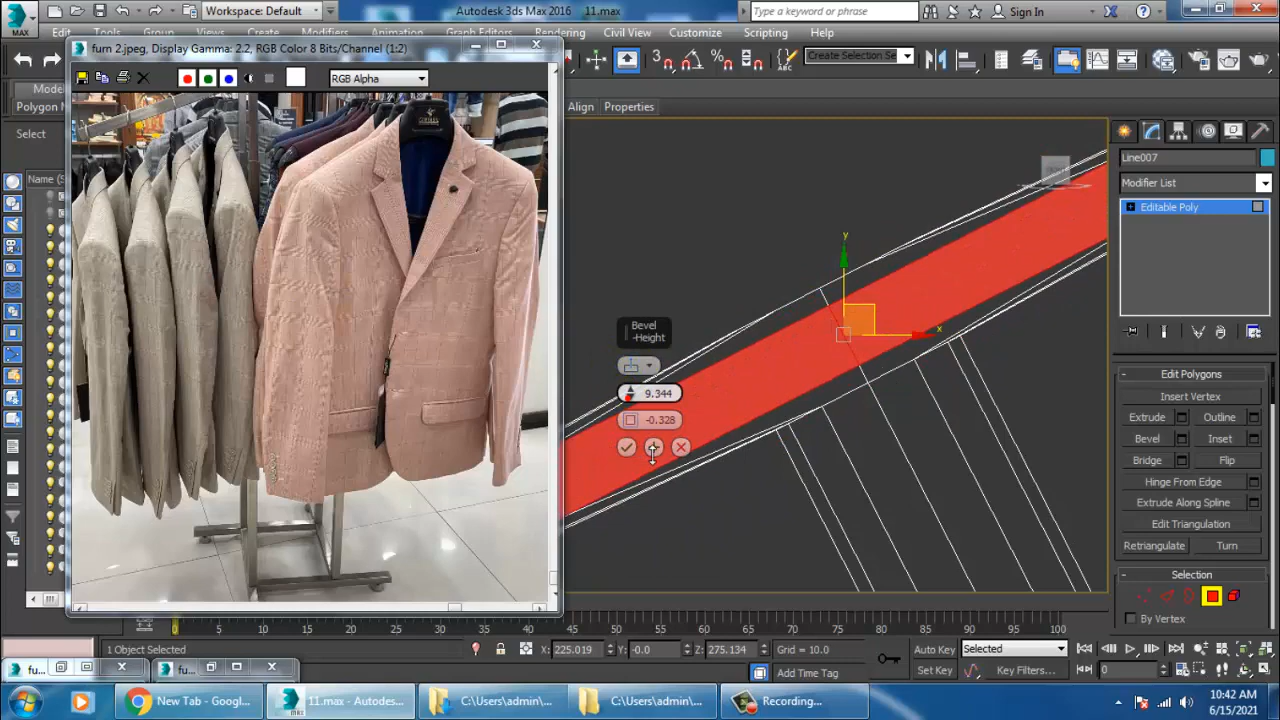 Workspace: Default
Autodesk 3ds Max 2016    11.max
Type a keyword or phrase
Sign In
MAX
Edit
Tools
Group
Views
Create
Modifiers
Animation
Graph Editors
Rendering
Civil View
Customize
Scripting
Help
furn 2.jpeg, Display Gamma: 2.2, RGB Color 8 Bits/Channel (1:2)
Create Selection Se
RGB Alpha
Mode
Polygon M
Align
Properties
Select
Name (S
Line007
Modifier List
Editable Poly
y
x
Bevel
-Height
9.344
-0.328
Edit Polygons
Insert Vertex
Extrude
Outline
Bevel
Inset
Bridge
Flip
Hinge From Edge
Extrude Along Spline
Edit Triangulation
Retriangulate
Turn
Selection
By Vertex
0 5 10 15 20 25 30 35 40 45 50 55 60 65 70 75 80 85 90 95 100
1 Object Selected
X: 225.019
Y: -0.0
Z: 275.134
Grid = 10.0
Auto Key
Selected
Set Key
Key Filters...
0
Add Time Tag
fu...
fu...
New Tab - Googl...
11.max - Autodes...
C:\Users\admin\...
C:\Users\admin\...
Recording...
10:42 AM
6/15/2021